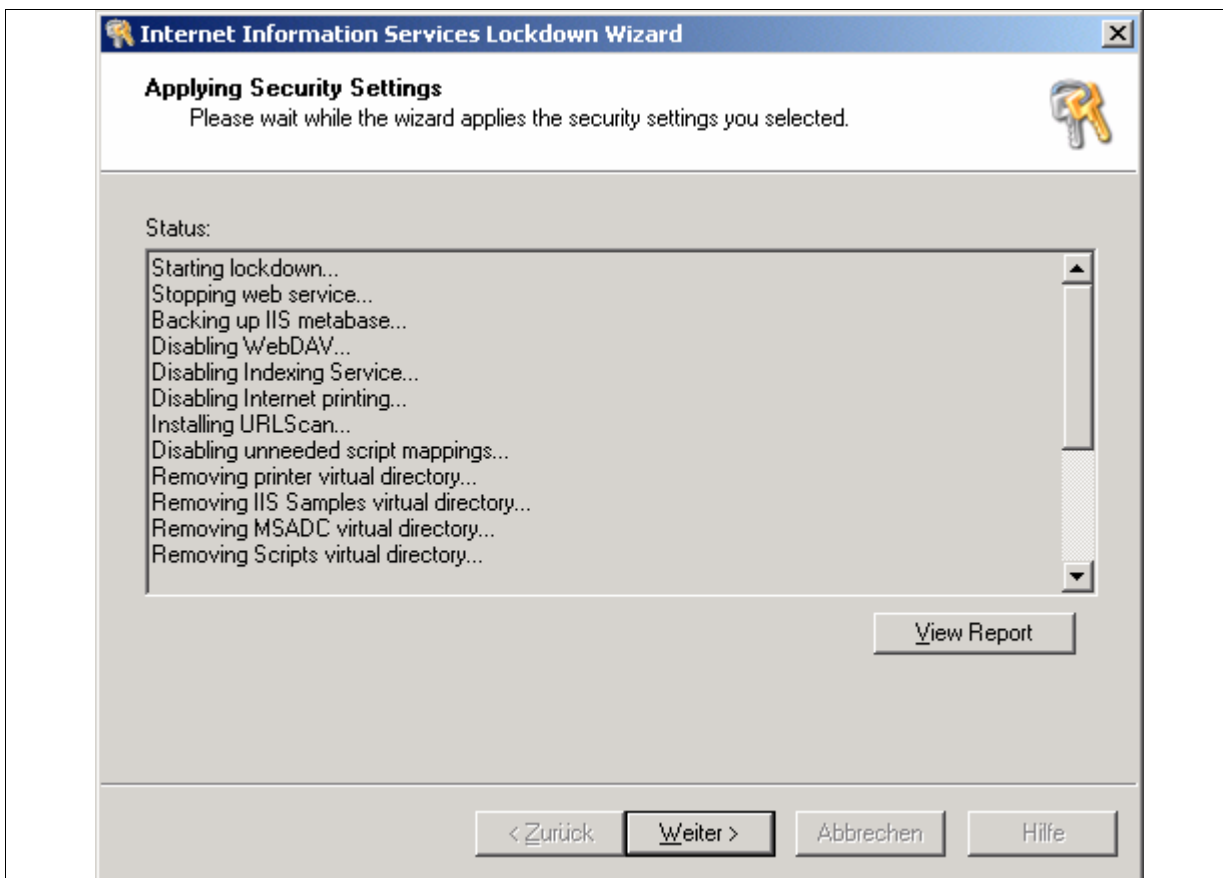 Internet Information Services Lockdown Wizard
Applying Security Settings
Please wait while the wizard applies the security settings you selected.
Status:
Starting lockdown...
Stopping web service...
Backing up IIS metabase...
Disabling WebDAV...
Disabling Indexing Service...
Disabling Internet printing...
Installing URLScan...
Disabling unneeded script mappings...
Removing printer virtual directory...
Removing IIS Samples virtual directory...
Removing MSADC virtual directory...
Removing Scripts virtual directory...
View Report
< Zurück Weiter > Abbrechen Hilfe